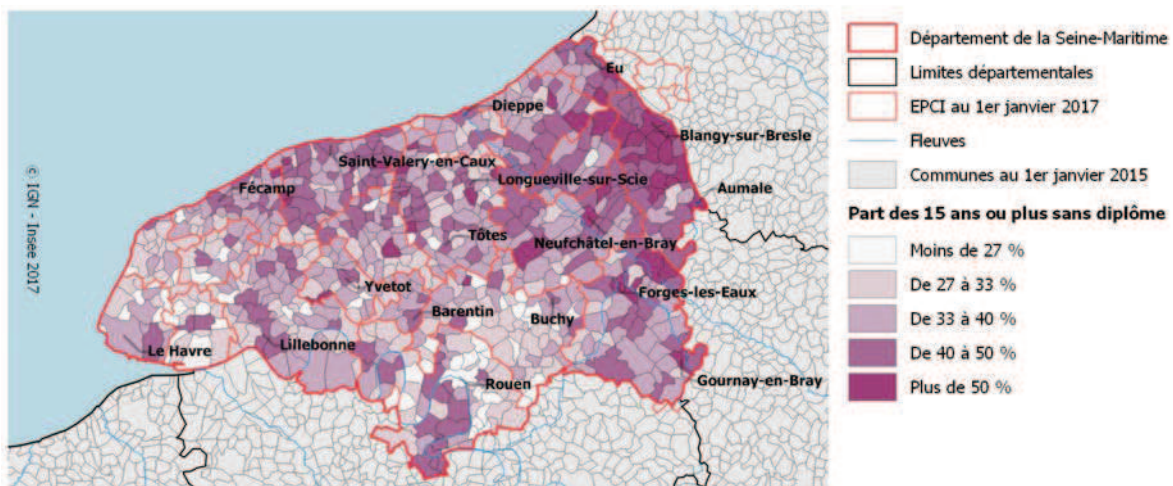 Eu
Dieppe
Blangy-sur-Bresle
Saint-Valery-en-Caux
Longueville-sur-Scie
Fécamp
Aumale
Tôtes
Neufchâtel-en-Bray
Yvetot
Forges-les-Eaux
Barentin
Buchy
Le Havre
Lillebonne
Rouen
Gournay-en-Bray
© IGN - Insee 2017
Département de la Seine-Maritime
Limites départementales
EPCI au 1er janvier 2017
Fleuves
Communes au 1er janvier 2015
Part des 15 ans ou plus sans diplôme
Moins de 27 %
De 27 à 33 %
De 33 à 40 %
De 40 à 50 %
Plus de 50 %